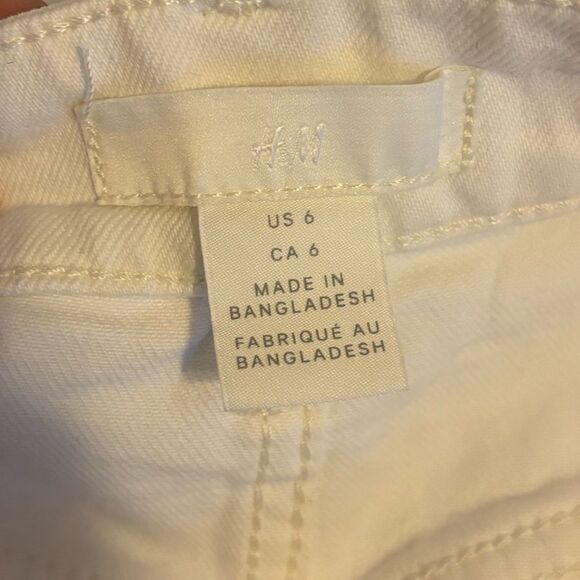 H&M
US 6
CA 6
MADE IN
BANGLADESH
FABRIQUÉ AU
BANGLADESH